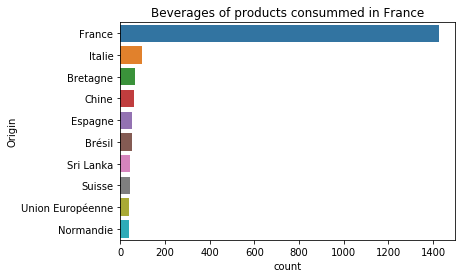 Beverages of products consummed in France
Origin
France
Italie
Bretagne
Chine
Espagne
Brésil
Sri Lanka
Suisse
Union Européenne
Normandie
0 200 400 600 800 1000 1200 1400
count